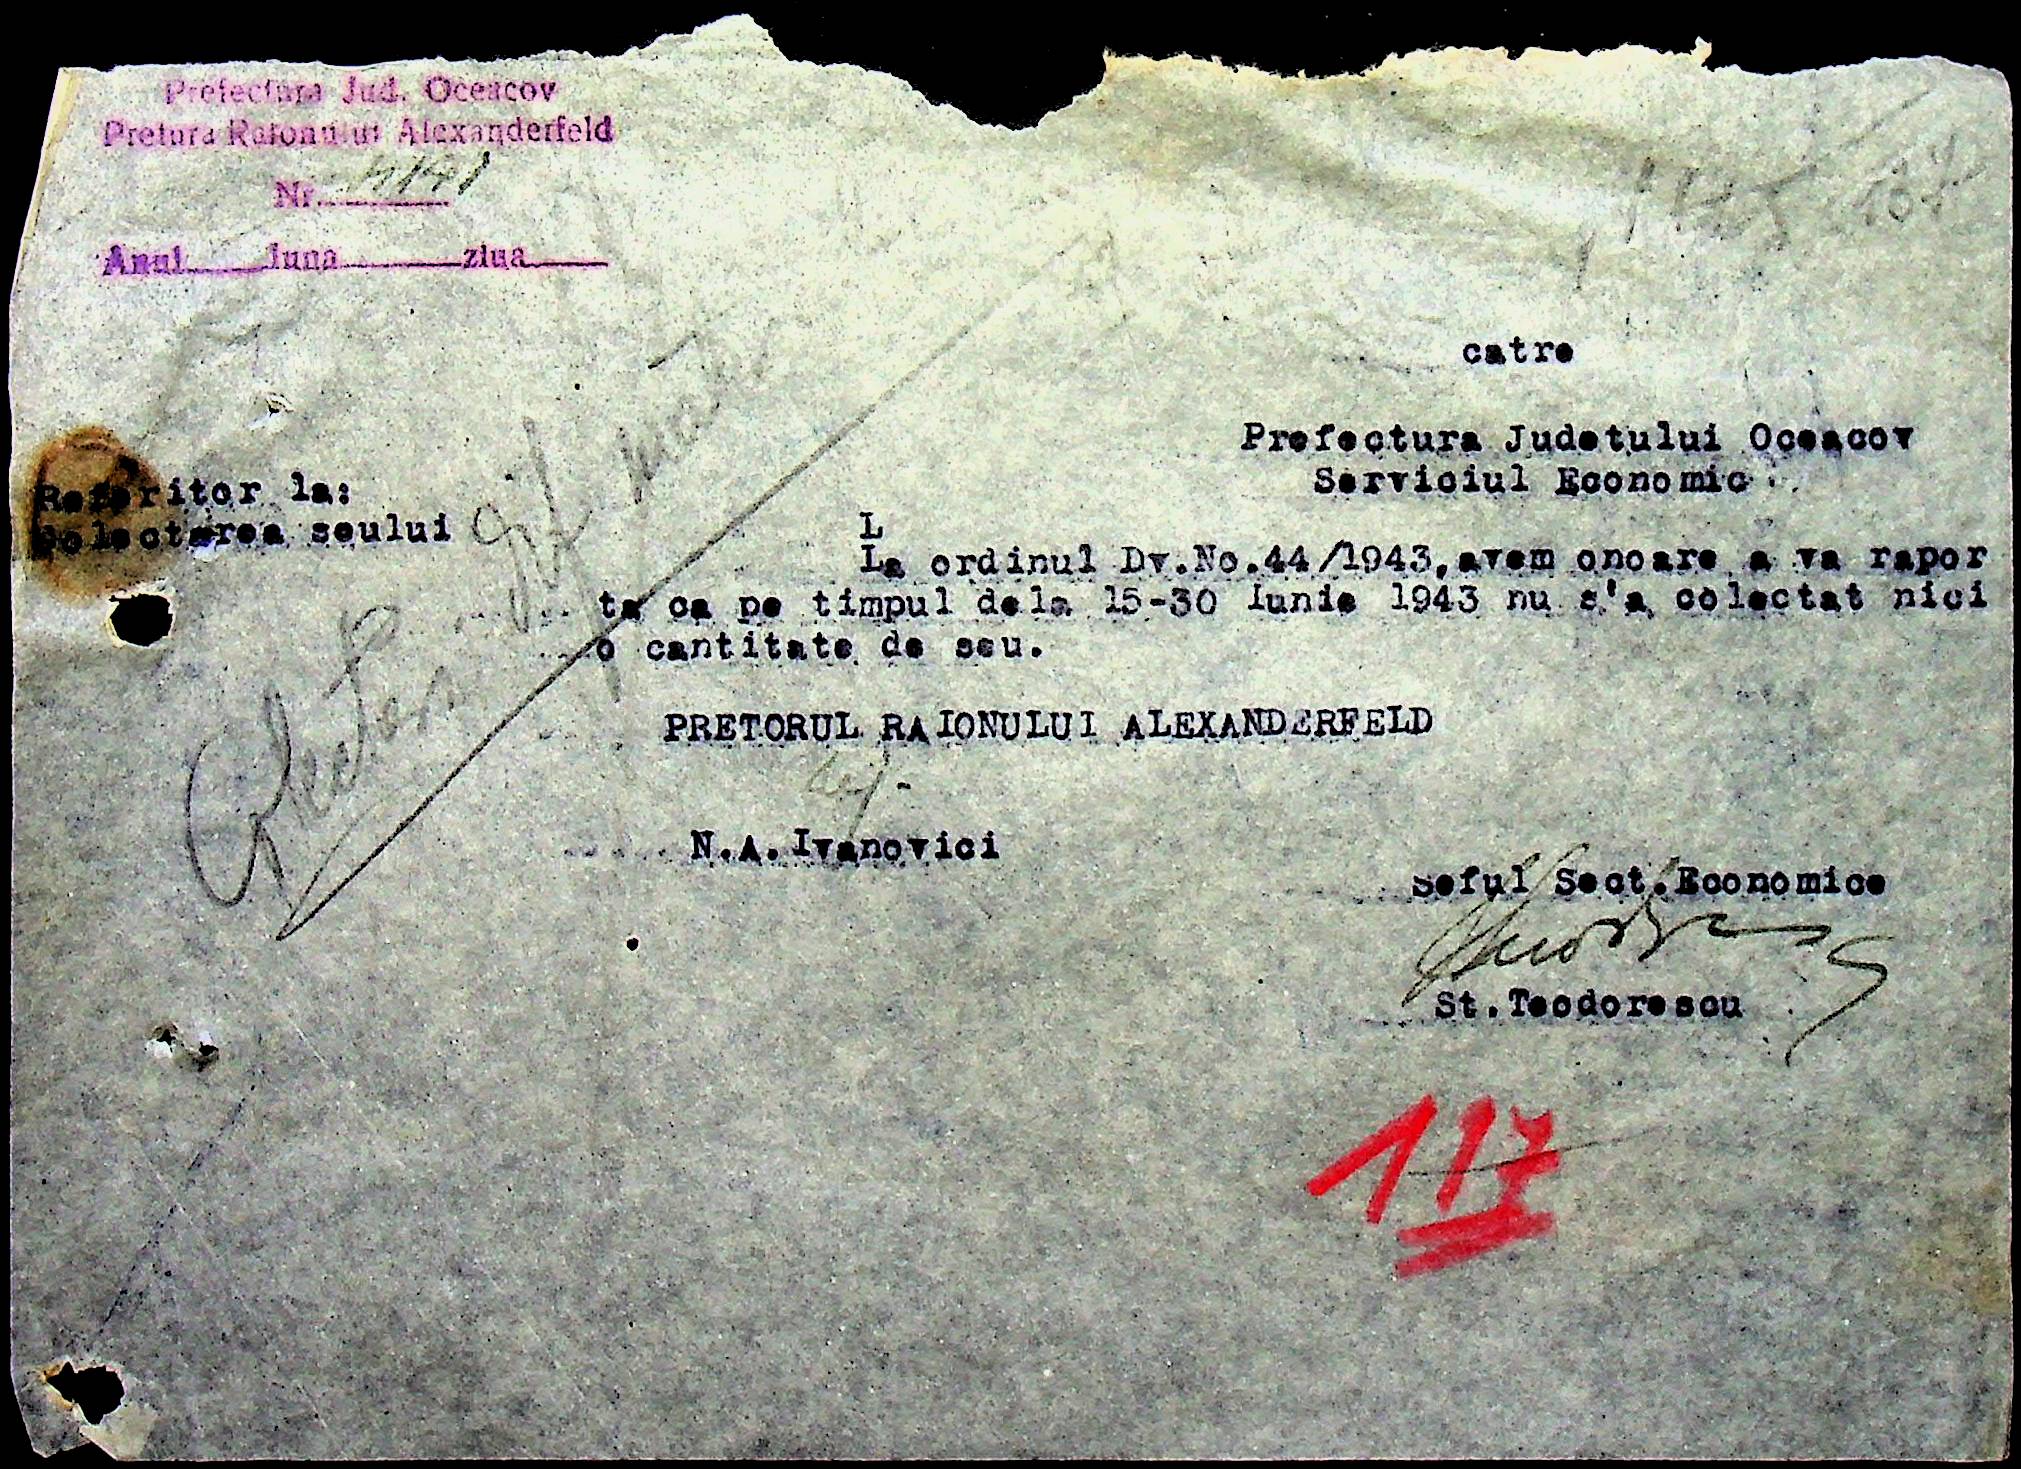 Prefectura Jud. Oceacov
Pretura Raionului Alexanderfeld
Nr.
Anul luna ziua
catre
Prefectura Judetului Oceacov
Serviciul Economic
Referitor la:
Colectarea seului
L
La ordinul Dv.No.44/1943,avem onoare a va rapor
ta ca pe timpul dela 15-30 Iunie 1943 nu s'a colectat nici
o cantitate de seu.
PRETORUL RAIONULUI ALEXANDERFELD
N.A.Ivanovici
Seful Sect.Economice
St.Teodorescu
117